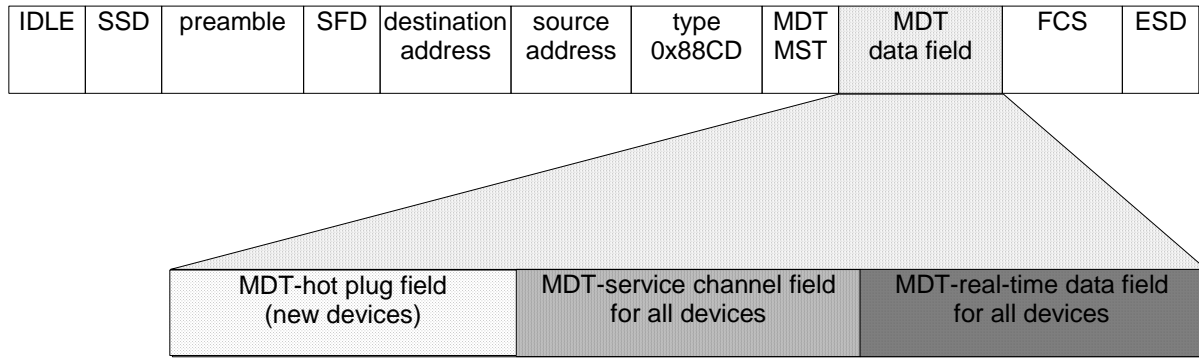 IDLE SSD preamble SFD destination address source address type 0x88CD MDT MST MDT data field FCS ESD
MDT-hot plug field (new devices) MDT-service channel field for all devices MDT-real-time data field for all devices